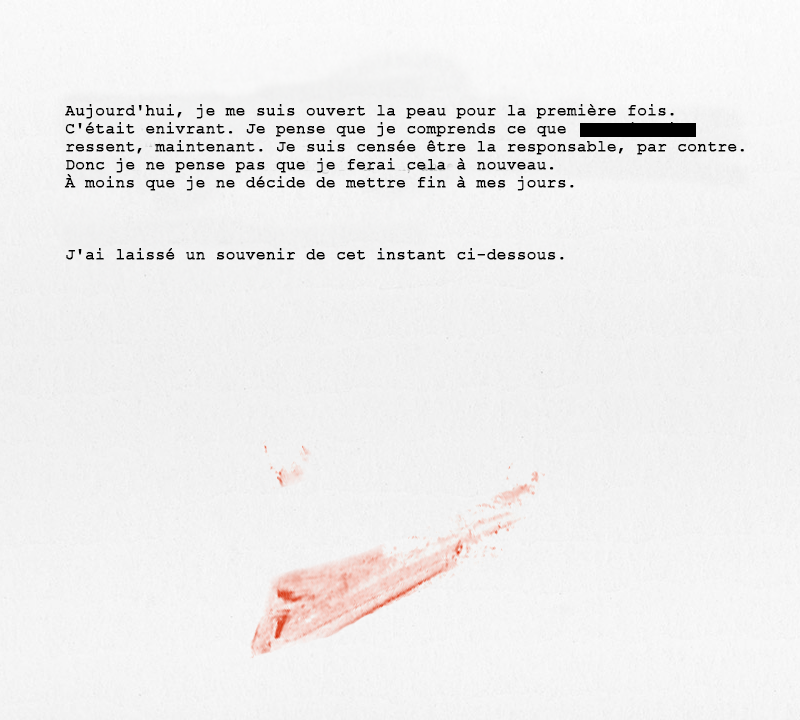 Aujourd'hui, je me suis ouvert la peau pour la première fois.
C'était enivrant. Je pense que je comprends ce que
ressent, maintenant. Je suis censée être la responsable, par contre.
Donc je ne pense pas que je ferai cela à nouveau.
À moins que je ne décide de mettre fin à mes jours.
J'ai laissé un souvenir de cet instant ci-dessous.